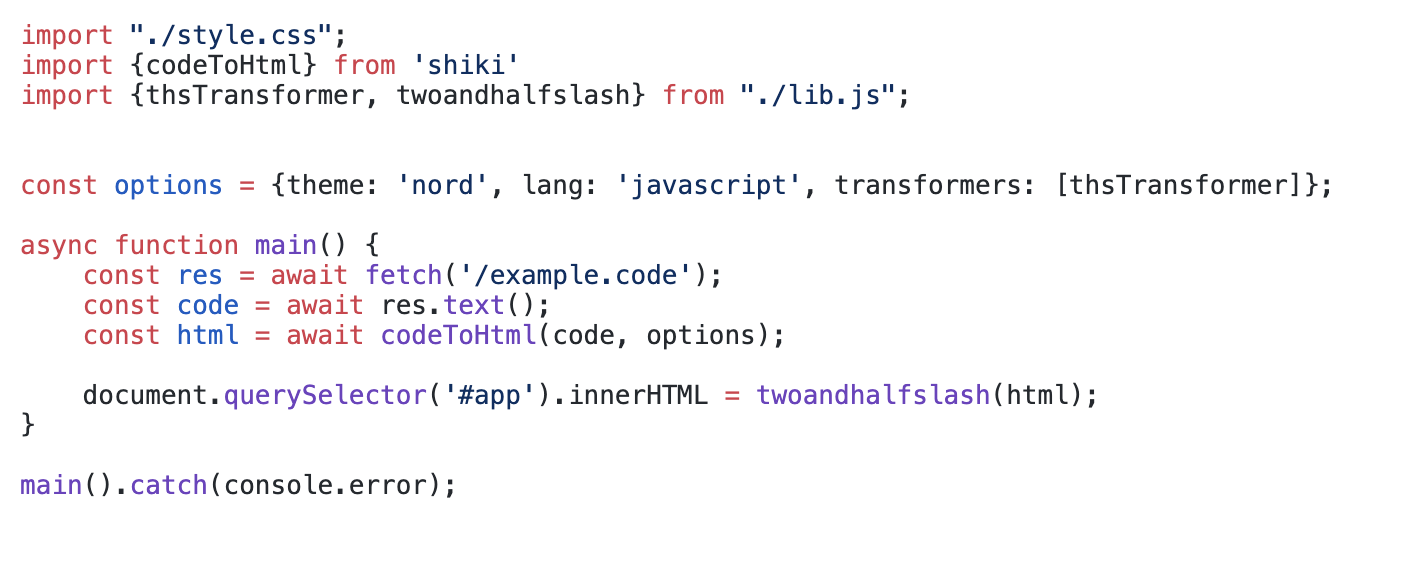 import "./style.css";
import {codeToHtml} from 'shiki'
import {thsTransformer, twoandhalfslash} from "./lib.js";
const options = {theme: 'nord', lang: 'javascript', transformers: [thsTransformer]};
async function main() {
    const res = await fetch('/example.code');
    const code = await res.text();
    const html = await codeToHtml(code, options);
    document.querySelector('#app').innerHTML = twoandhalfslash(html);
}
main().catch(console.error);